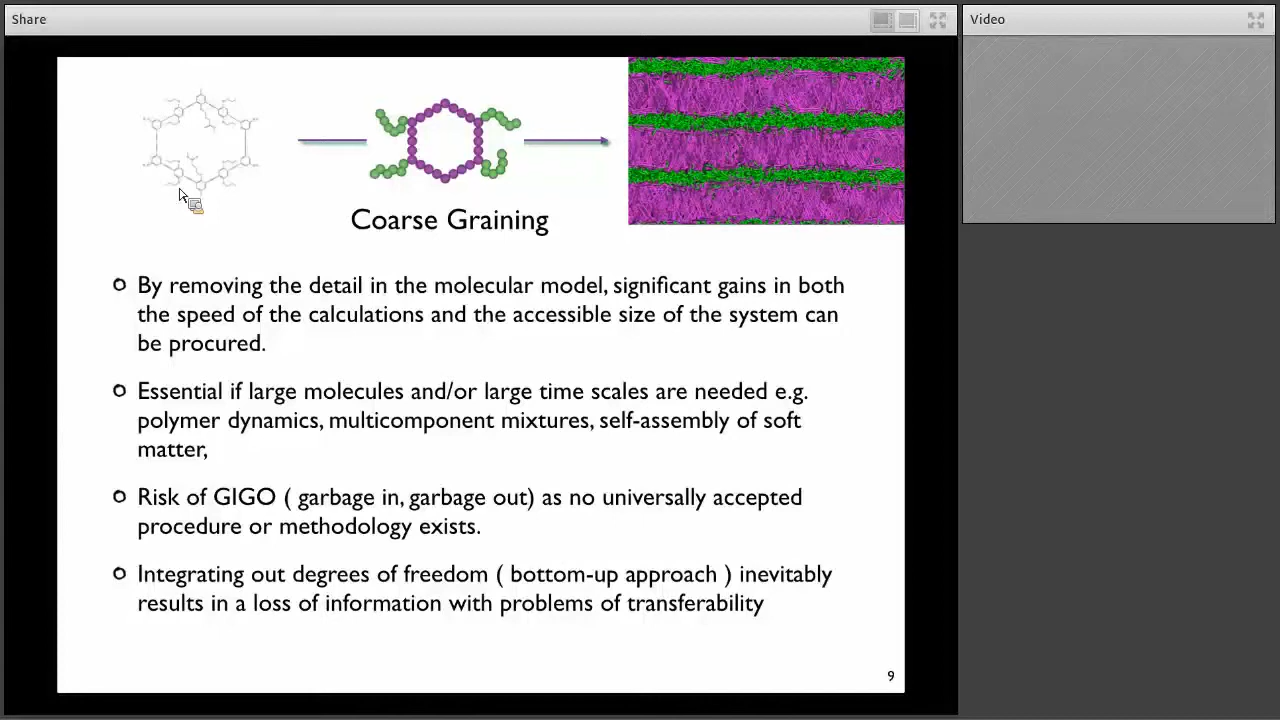 Share
Video
Coarse Graining
By removing the detail in the molecular model, significant gains in both
the speed of the calculations and the accessible size of the system can
be procured.
Essential if large molecules and/or large time scales are needed e.g.
polymer dynamics, multicomponent mixtures, self-assembly of soft
matter,
Risk of GIGO ( garbage in, garbage out) as no universally accepted
procedure or methodology exists.
Integrating out degrees of freedom ( bottom-up approach ) inevitably
results in a loss of information with problems of transferability
9